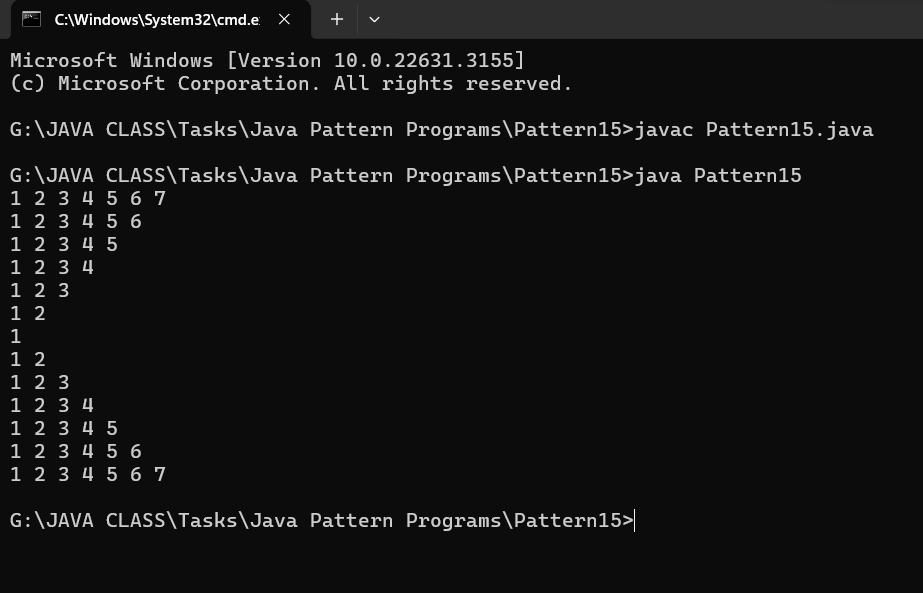 C:\Windows\System32\cmd.e
Microsoft Windows [Version 10.0.22631.3155]
(c) Microsoft Corporation. All rights reserved.
G:\JAVA CLASS\Tasks\Java Pattern Programs\Pattern15>javac Pattern15.java
G:\JAVA CLASS\Tasks\Java Pattern Programs\Pattern15>java Pattern15
1 2 3 4 5 6 7
1 2 3 4 5 6
1 2 3 4 5
1 2 3 4
1 2 3
1 2
1
1 2
1 2 3
1 2 3 4
1 2 3 4 5
1 2 3 4 5 6
1 2 3 4 5 6 7
G:\JAVA CLASS\Tasks\Java Pattern Programs\Pattern15>